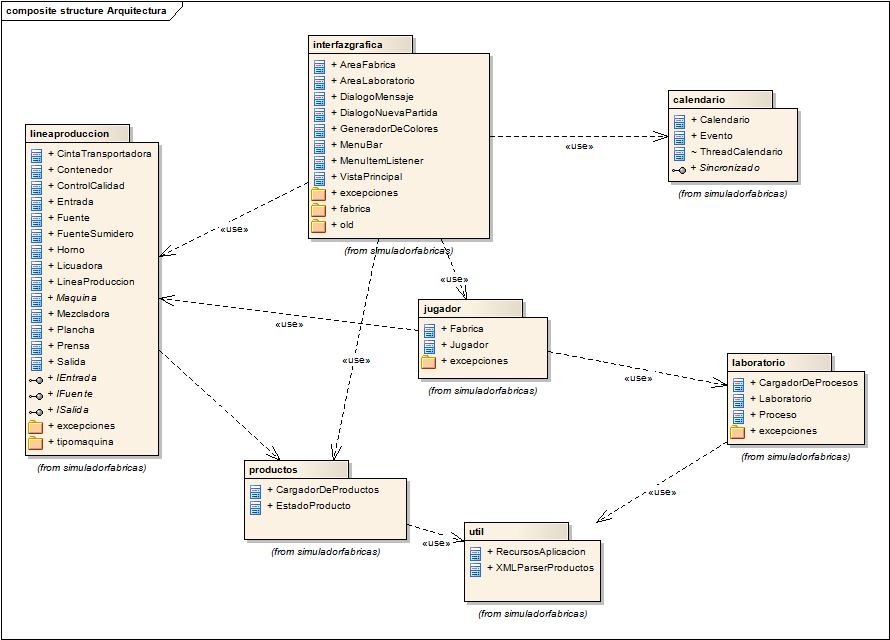 composite structure Arquitectura
interfazgrafica
+ AreaFabrica
+ AreaLaboratorio
+ DialogoMensaje
+ DialogoNuevaPartida
+ GeneradorDeColores
+ MenuBar
+ MenuItemListener
+ VistaPrincipal
+ excepciones
+ fabrica
+ old
(from simuladorfabricas)
calendario
+ Calendario
+ Evento
~ ThreadCalendario
+ Sincronizado
(from simuladorfabricas)
«use»
lineaproduccion
+ CintaTransportadora
+ Contenedor
+ ControlCalidad
+ Entrada
+ Fuente
+ FuenteSumidero
+ Horno
+ Licuadora
+ LineaProduccion
+ Maquina
+ Mezcladora
+ Plancha
+ Prensa
+ Salida
+ IEntrada
+ IFuente
+ ISalida
+ excepciones
+ tipomaquina
(from simuladorfabricas)
«use»
«use»
«use»
«use»
jugador
+ Fabrica
+ Jugador
+ excepciones
(from simuladorfabricas)
«use»
laboratorio
+ CargadorDeProcesos
+ Laboratorio
+ Proceso
+ excepciones
(from simuladorfabricas)
«use»
productos
+ CargadorDeProductos
+ EstadoProducto
(from simuladorfabricas)
«use»
util
+ RecursosAplicacion
+ XMLParserProductos
(from simuladorfabricas)